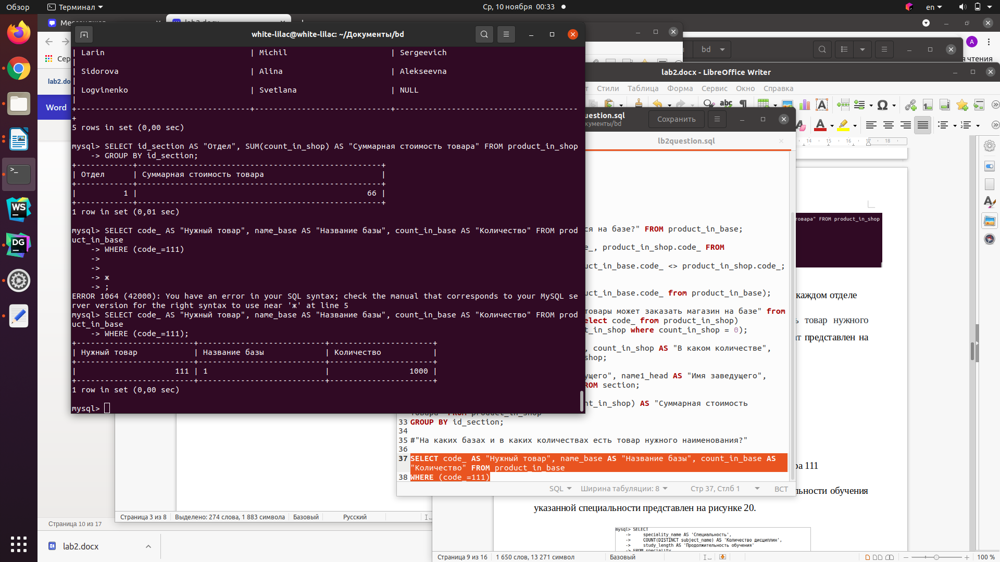 Обзор
Терминал
Ср, 10 ноября 00:33
en
white-lilac@white-lilac: ~/Документы/bd
| Larin | Michil | Sergeevich
|
| Sidorova | Alina | Alekseevna
|
| Logvinenko | Svetlana | NULL
|
5 rows in set (0,00 sec)
mysql> SELECT id_section AS "Отдел", SUM(count_in_shop) AS "Суммарная стоимость товара" FROM product_in_shop
-> GROUP BY id_section;
| Отдел | Суммарная стоимость товара |
| 1 | 66 |
1 row in set (0,01 sec)
mysql> SELECT code_ AS "Нужный товар", name_base AS "Название базы", count_in_base AS "Количество" FROM prod
uct_in_base
-> WHERE (code_=111)
->
->
-> ж
-> ;
ERROR 1064 (42000): You have an error in your SQL syntax; check the manual that corresponds to your MySQL se
rver version for the right syntax to use near 'ж' at line 5
mysql> SELECT code_ AS "Нужный товар", name_base AS "Название базы", count_in_base AS "Количество" FROM prod
uct_in_base
-> WHERE (code_=111);
| Нужный товар | Название базы | Количество |
| 111 | 1 | 1000 |
1 row in set (0,00 sec)
mysql>
Сер
lab2.do
Word
Страница 10 из 17
lab2.docx
bd
A
я чтения
lab2.docx - LibreOffice Writer
т Стили Таблица Форма Сервис Окно Справка
14 15 16 17 18
uestion.sql
окументы/bd
Сохранить
lb2question.sql
ся на базе?" FROM product_in_base;
e_, product_in_shop.code_ FROM
uct_in_base.code_ <> product_in_shop.code_;
uct_in_base.code_ from product_in_base);
товары может заказать магазин на базе" from
elect code_ from product_in_shop)
t_in_shop where count_in_shop = 0);
, count_in_shop AS "В каком количестве",
shop;
ущего", name1_head AS "Имя заведущего",
ROM section;
nt_in_shop) AS "Суммарная стоимость
33 GROUP BY id_section;
34
35 #"На каких базах и в каких количествах есть товар нужного наименования?"
36
37 SELECT code_ AS "Нужный товар", name_base AS "Название базы", count_in_base AS
"Количество" FROM product_in_base
38 WHERE (code_=111)
SQL Ширина табуляции: 8 Стр 37, Стлб 1 ВСТ
товара" FROM product_in_shop
каждом отделе
ь товар нужного
ат представлен на
ра 111
льности обучения
указанной специальности представлен на рисунке 20.
mysql> SELECT
-> speciality_name AS 'Специальность',
-> COUNT(DISTINCT subject_name) AS 'Количество дисциплин',
-> study_length AS 'Продолжительность обучения'
-> FROM speciality
Страница 3 из 8 Выделено: 274 слова, 1 883 символа Базовый Русский
Страница 9 из 16 1 650 слов, 13 271 символ Базовый 100 %